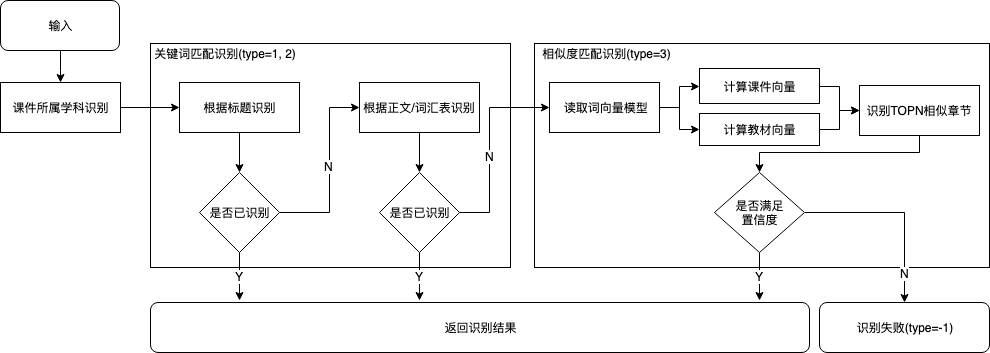 输入
关键词匹配识别(type=1, 2)
相似度匹配识别(type=3)
课件所属学科识别
根据标题识别
根据正文/词汇表识别
读取词向量模型
计算课件向量
计算教材向量
识别TOPN相似章节
N
N
是否已识别
是否已识别
是否满足
置信度
Y
Y
Y
N
返回识别结果
识别失败(type=-1)